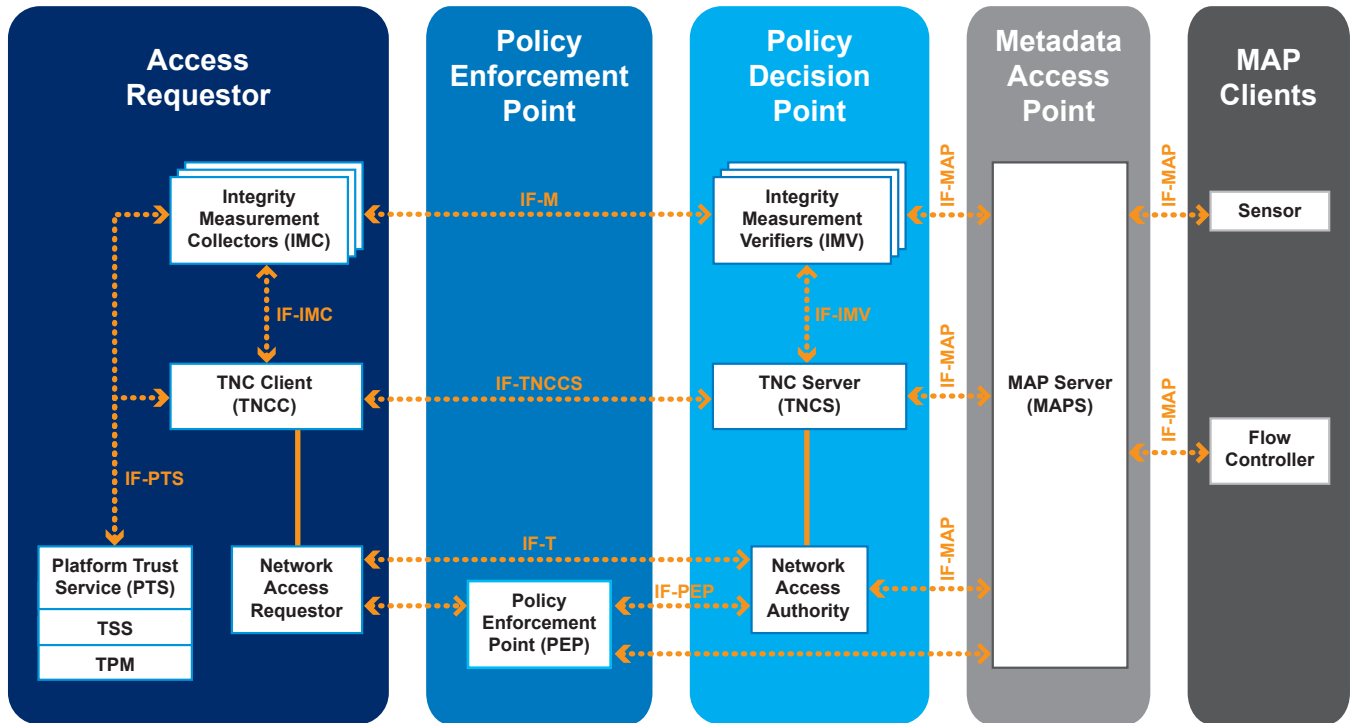 Access
Requestor
Policy
Enforcement
Point
Policy
Decision
Point
Metadata
Access
Point
MAP
Clients
Integrity
Measurement
Collectors (IMC)
IF-M
Integrity
Measurement
Verifiers (IMV)
IF-MAP
IF-MAP
Sensor
IF-IMC
IF-IMV
TNC Client
(TNCC)
IF-TNCCS
TNC Server
(TNCS)
IF-MAP
MAP Server
(MAPS)
IF-MAP
Flow
Controller
IF-PTS
Platform Trust
Service (PTS)
TSS
TPM
Network
Access
Requestor
IF-T
Policy
Enforcement
Point (PEP)
IF-PEP
Network
Access
Authority
IF-MAP